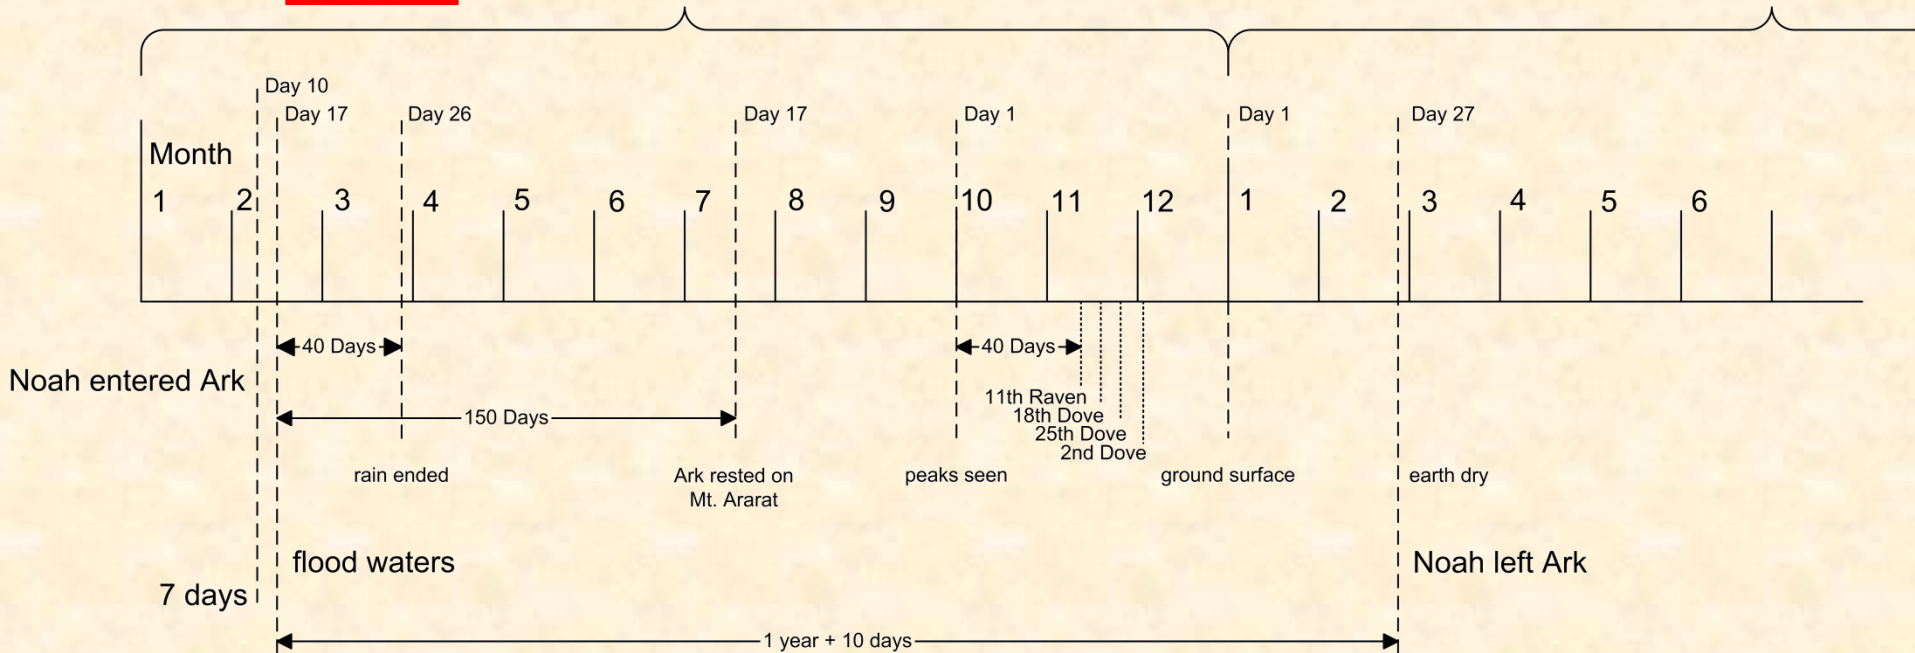 Day 10
Day 17
Day 26
Day 17
Day 1
Day 1
Day 27
Month
1 2 3 4 5 6 7 8 9 10 11 12 1 2 3 4 5 6
40 Days
40 Days
Noah entered Ark
11th Raven
18th Dove
25th Dove
2nd Dove
150 Days
rain ended
Ark rested on
Mt. Ararat
peaks seen
ground surface
earth dry
flood waters
Noah left Ark
7 days
1 year + 10 days